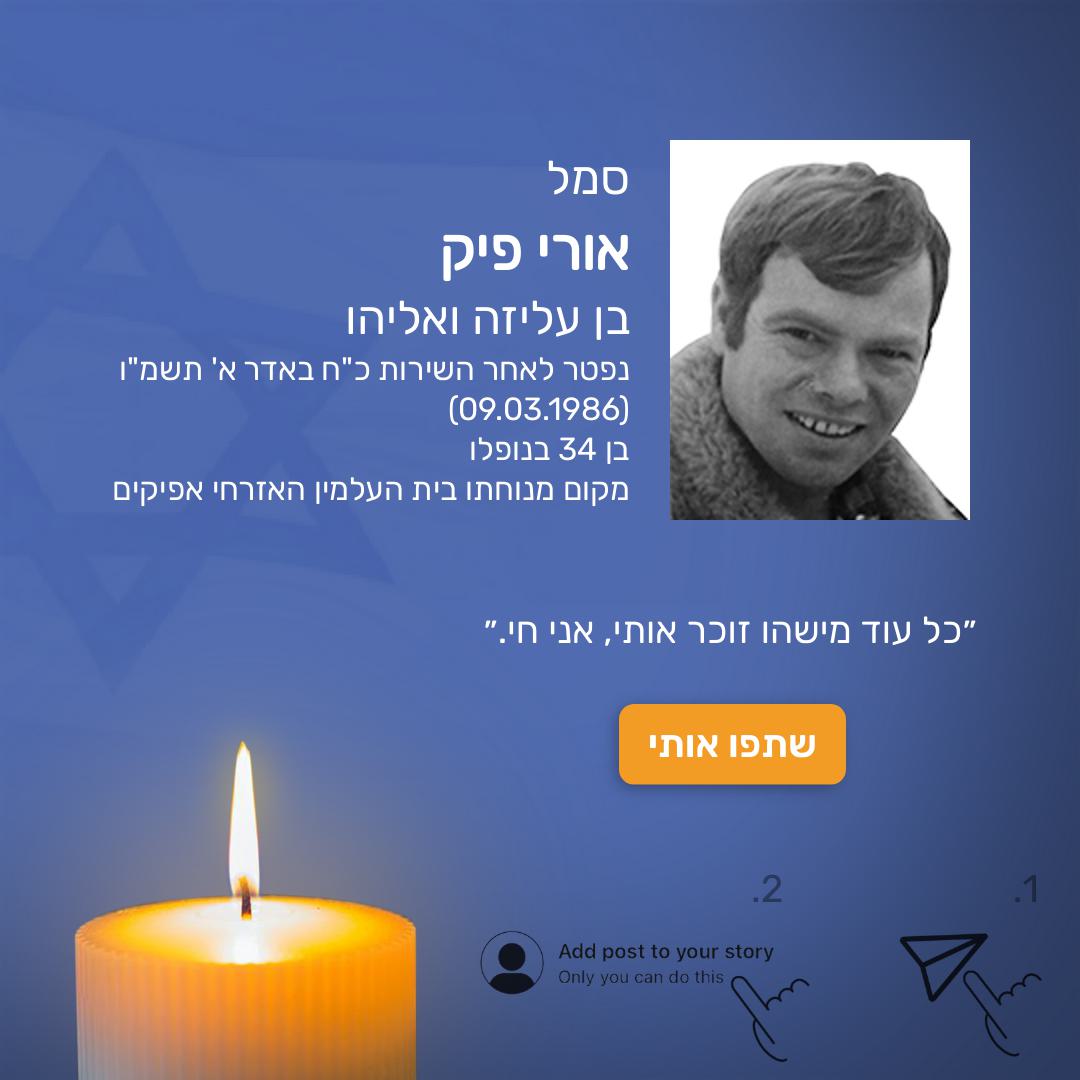 סמל
אורי פיק
בן עליזה ואליהו
נפטר לאחר השירות כ"ח באדר א' תשמ"ו
(09.03.1986)
בן 34 בנופלו
מקום מנוחתו בית העלמין האזרחי אפיקים
״כל עוד מישהו זוכר אותי, אני חי.״
שתפו אותי
.1
.2
Add post to your story
Only you can do this